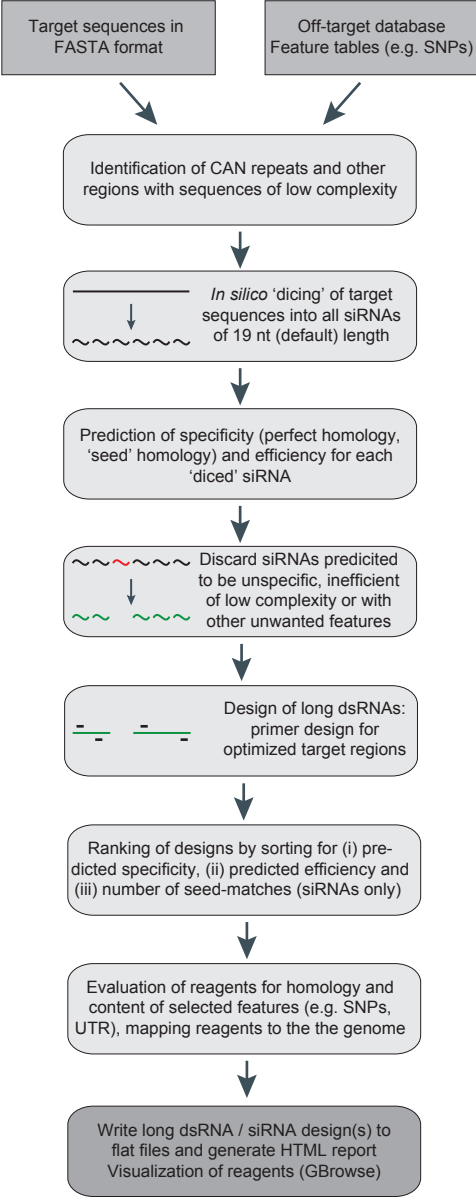 Target sequences in
FASTA format
Off-target database
Feature tables (e.g. SNPs)
Identification of CAN repeats and other
regions with sequences of low complexity
In silico ‘dicing’ of target
sequences into all siRNAs
of 19 nt (default) length
Prediction of specificity (perfect homology,
‘seed’ homology) and efficiency for each
‘diced’ siRNA
Discard siRNAs predicited
to be unspecific, inefficient
of low complexity or with
other unwanted features
Design of long dsRNAs:
primer design for
optimized target regions
Ranking of designs by sorting for (i) pre-
dicted specificity, (ii) predicted efficiency and
(iii) number of seed-matches (siRNAs only)
Evaluation of reagents for homology and
content of selected features (e.g. SNPs,
UTR), mapping reagents to the the genome
Write long dsRNA / siRNA design(s) to
flat files and generate HTML report
Visualization of reagents (GBrowse)